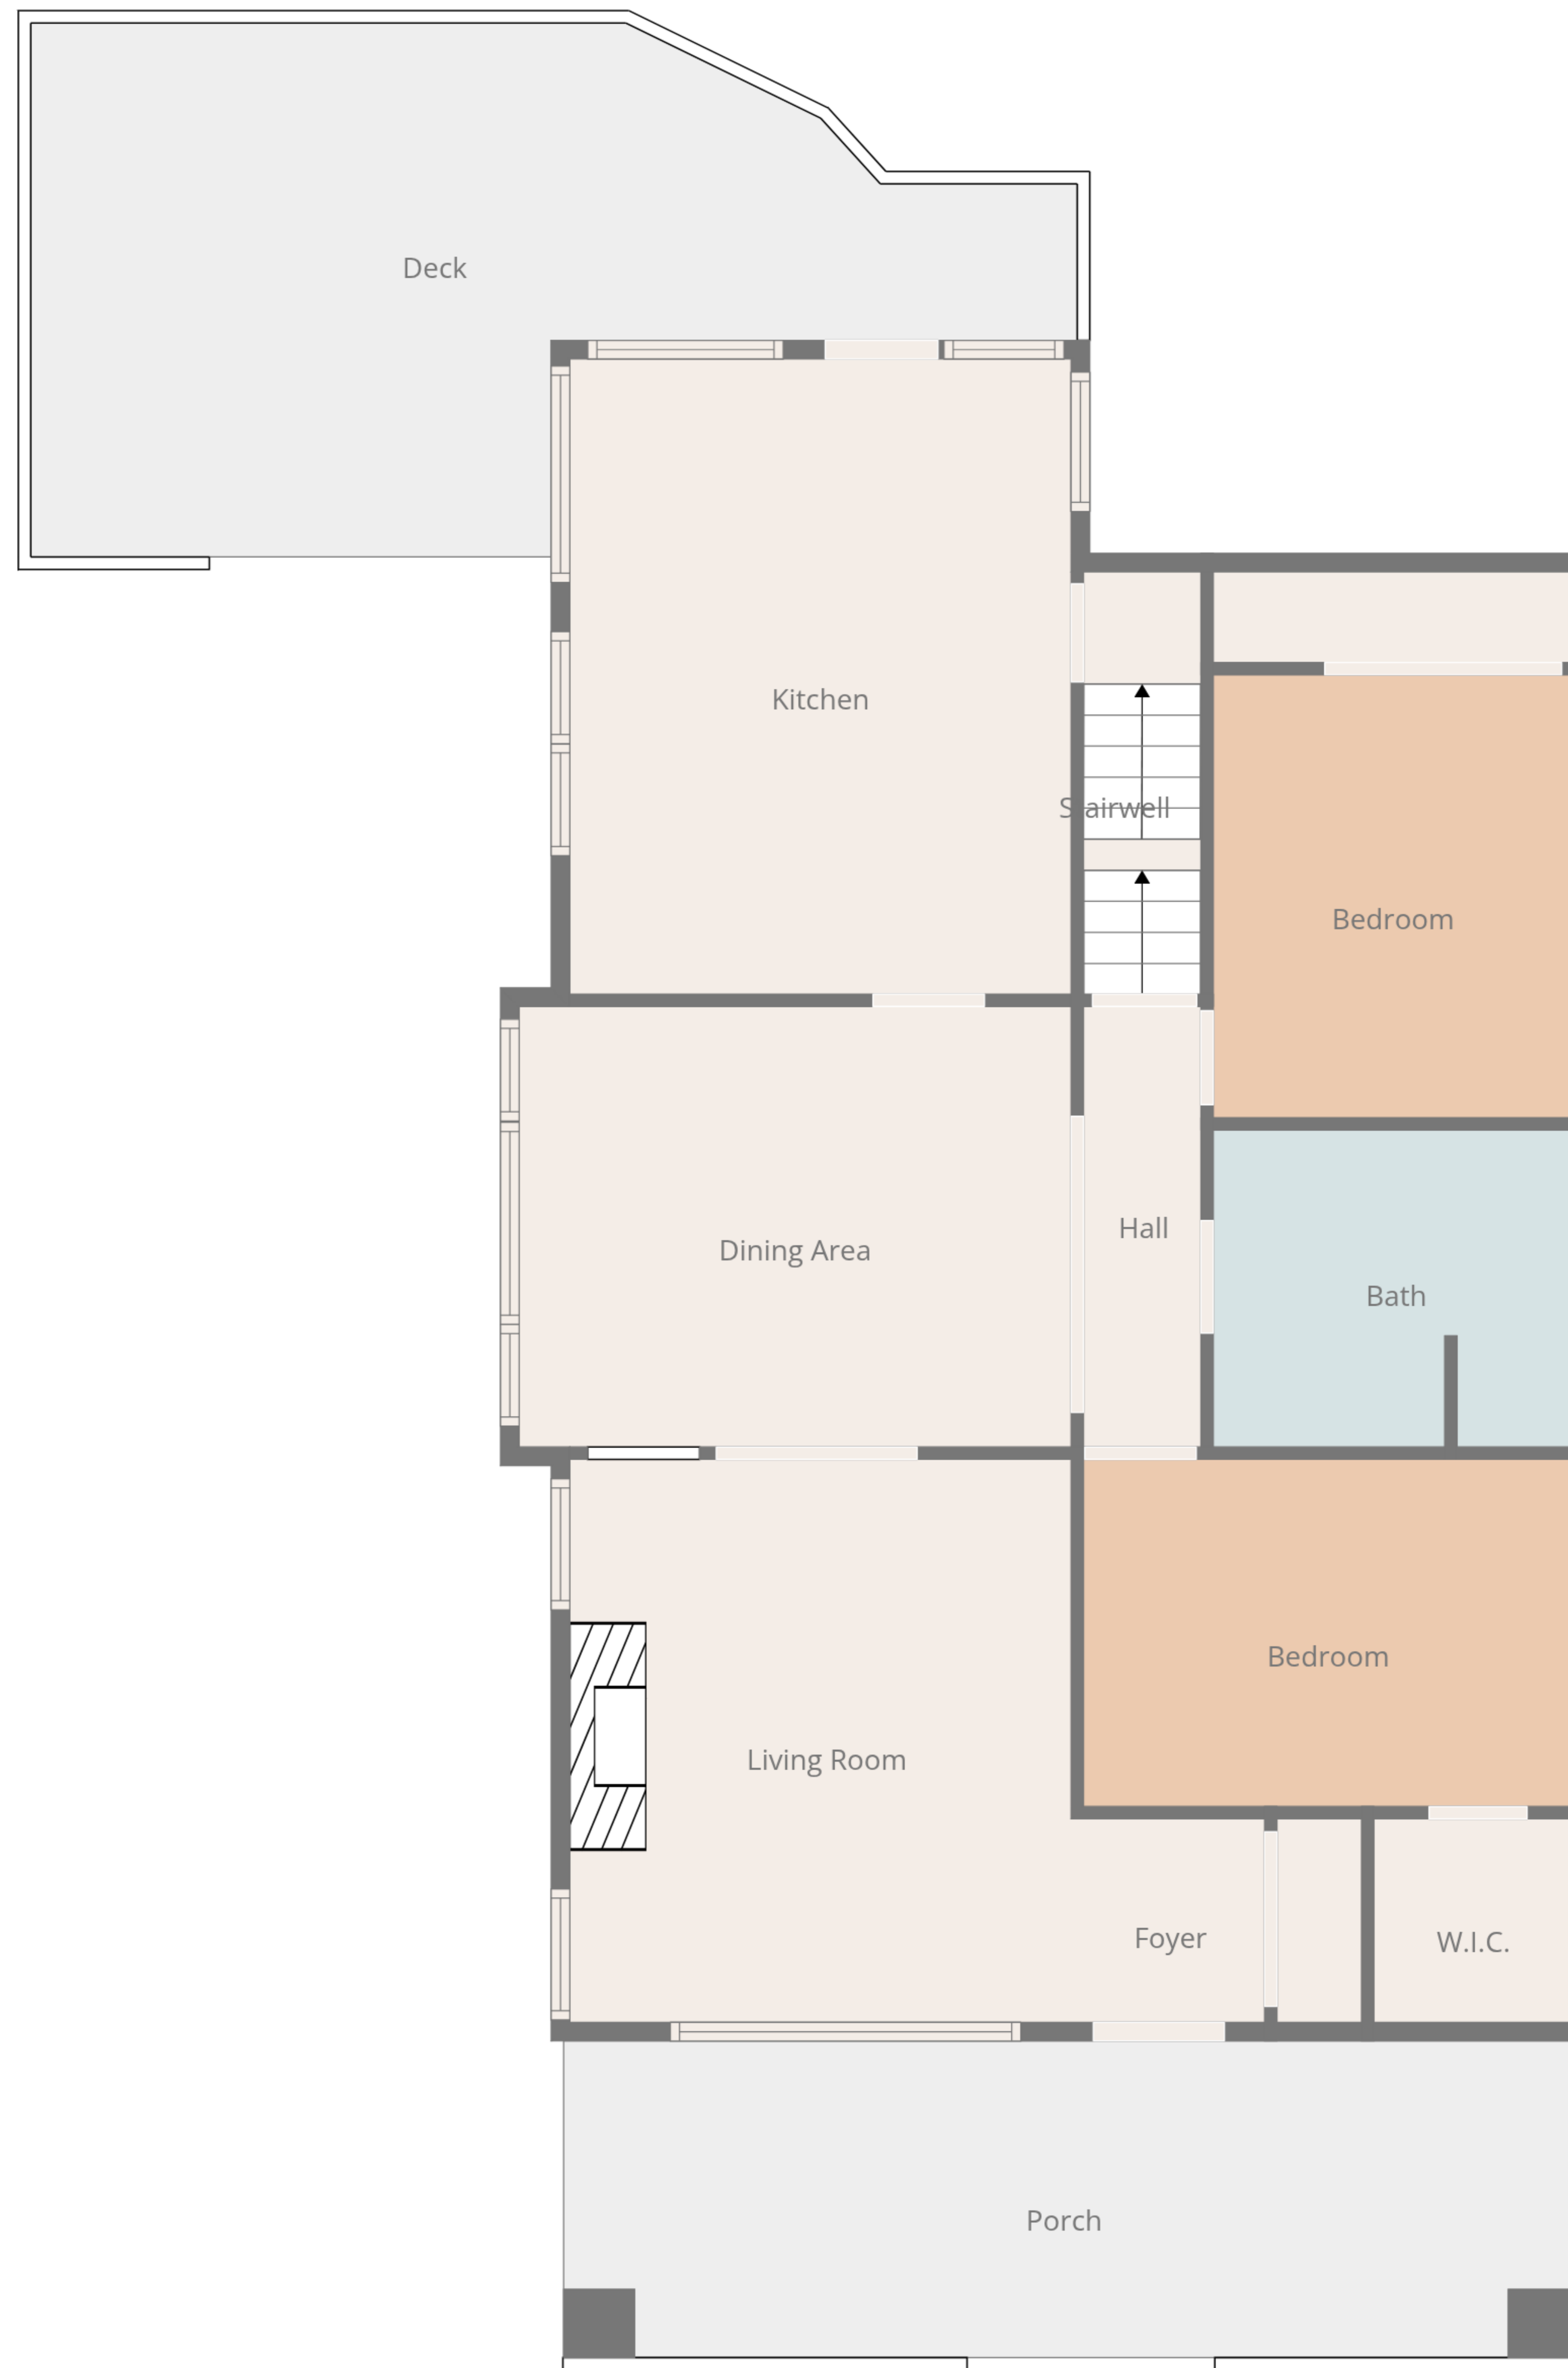 Deck
Kitchen
Stairwell
Bedroom
Hall
Dining Area
Bath
Bedroom
Living Room
Foyer
W.I.C.
Porch